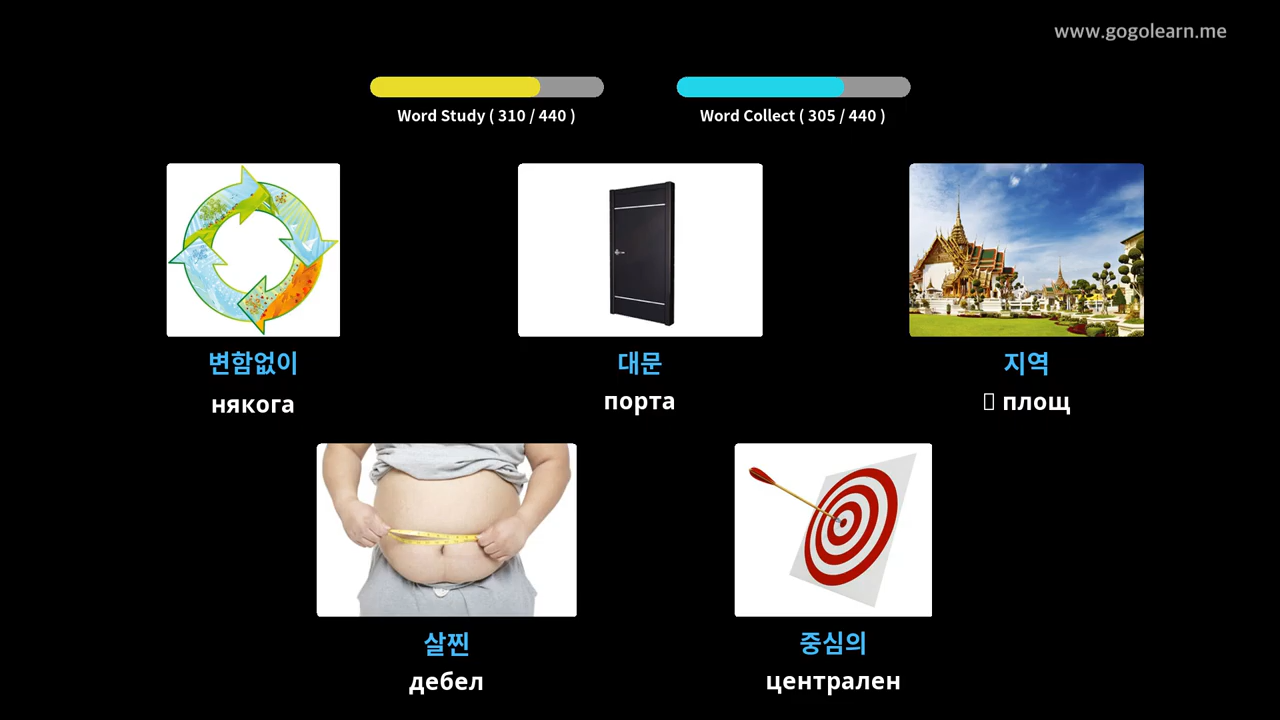 www.gogolearn.me
Word Study ( 310 / 440 )
Word Collect ( 305 / 440 )
변함없이
대문
지역
някога
порта
площ
살찐
중심의
дебел
централен